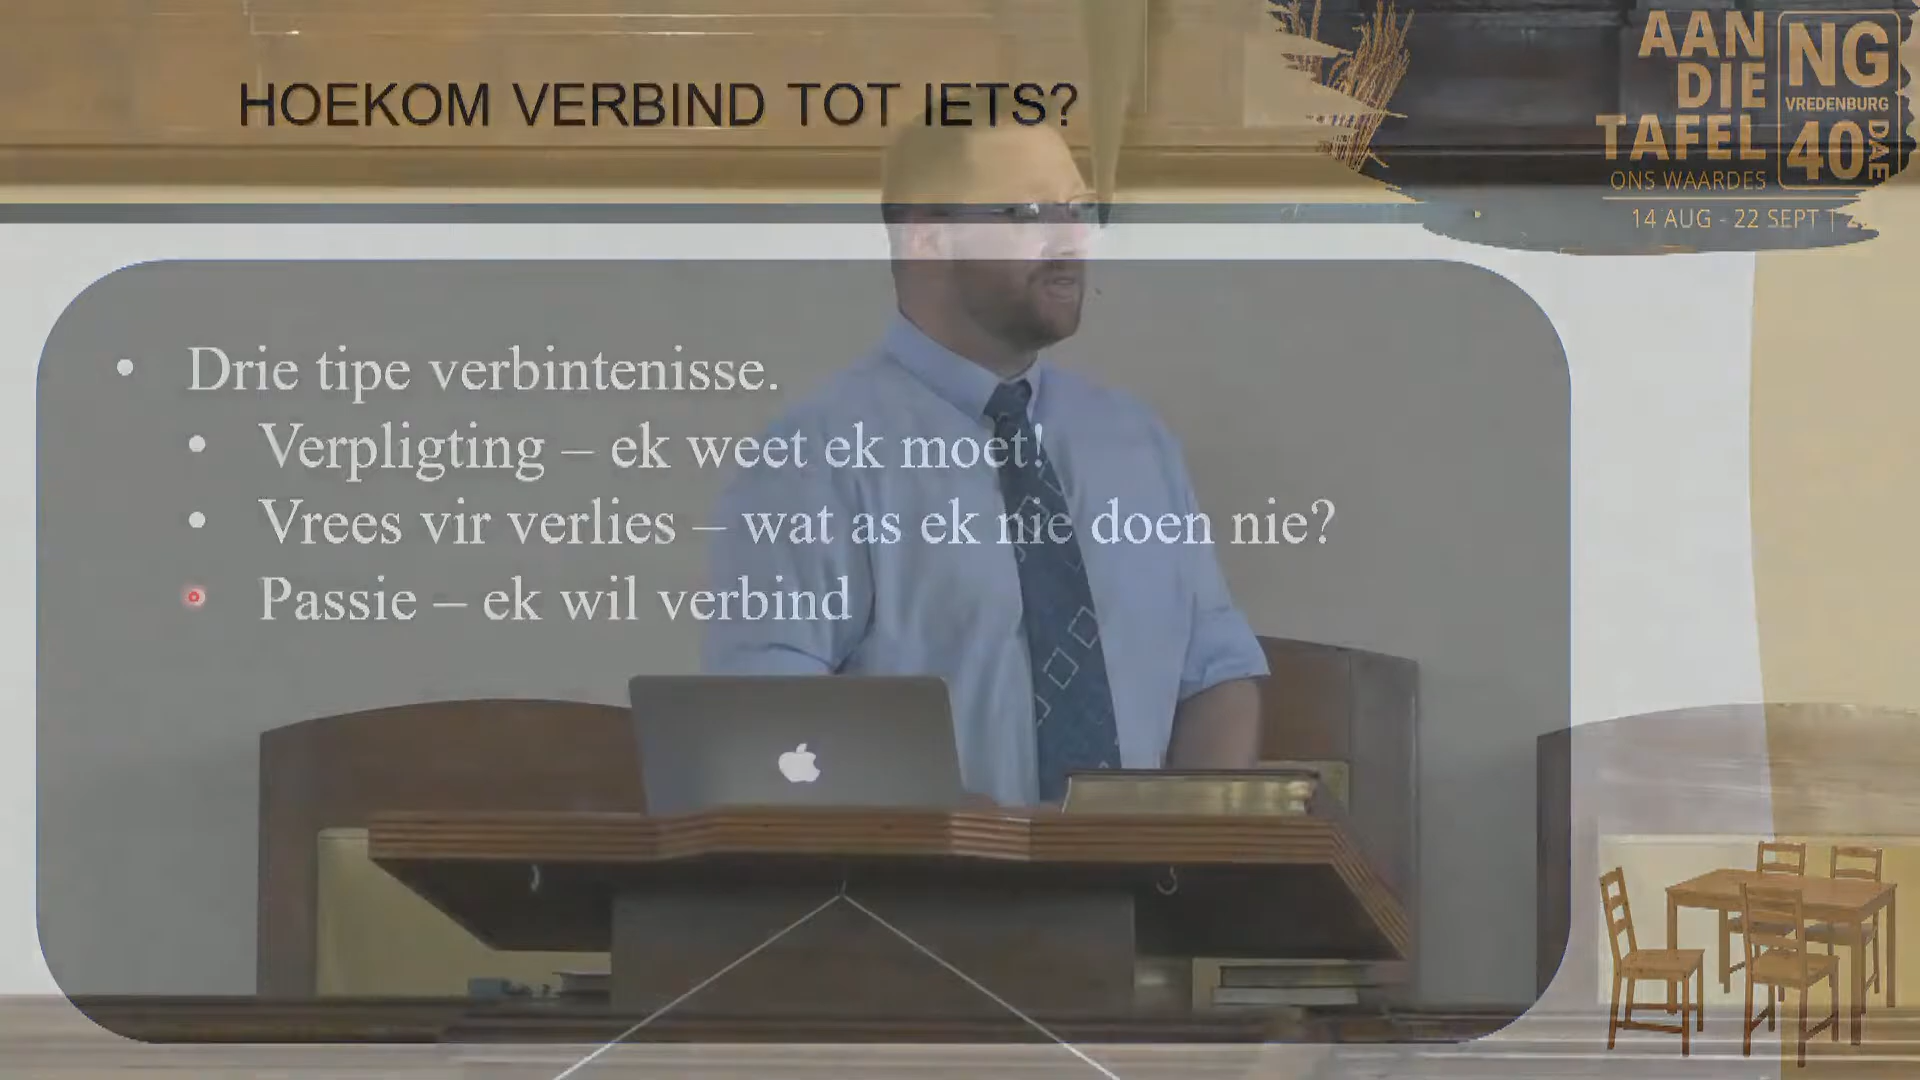 HOEKOM VERBIND TOT IETS?
AAN
DIE
TAFEL
ONS WAARDES
NG
VREDENBURG
40
DAE
14 AUG - 22 SEPT |
• Drie tipe verbintenisse.
• Verpligting – ek weet ek moet!
• Vrees vir verlies – wat as ek nie doen nie?
• Passie – ek wil verbind